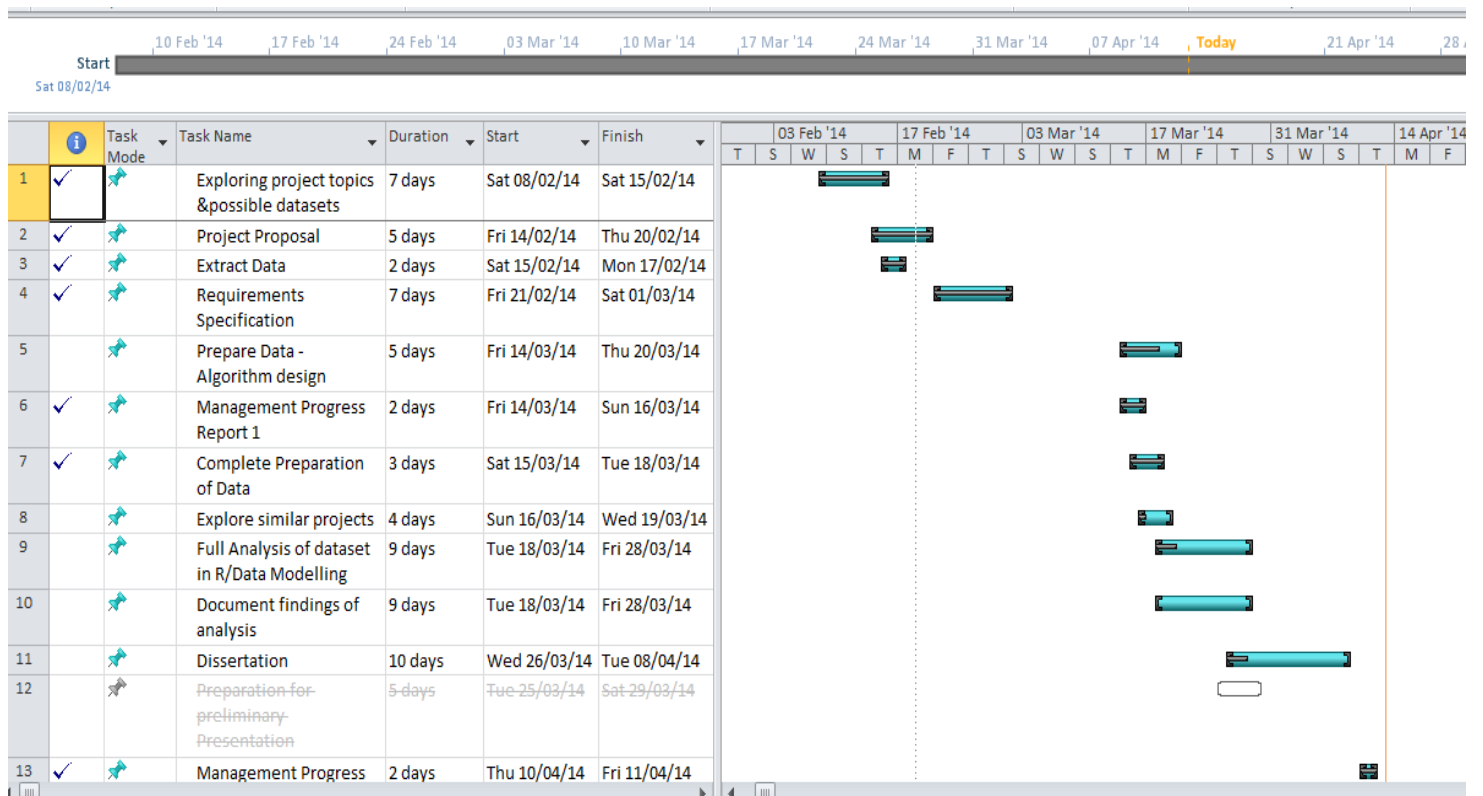 10 Feb '14 17 Feb '14 24 Feb '14 03 Mar '14 10 Mar '14 17 Mar '14 24 Mar '14 31 Mar '14 07 Apr '14 Today 21 Apr '14 28
Start
Sat 08/02/14
Task Mode Task Name Duration Start Finish
03 Feb '14 17 Feb '14 03 Mar '14 17 Mar '14 31 Mar '14 14 Apr '14
T S W S T M F T S W S T M F T S W S T M F
1 Exploring project topics 7 days Sat 08/02/14 Sat 15/02/14
&possible datasets
2 Project Proposal 5 days Fri 14/02/14 Thu 20/02/14
3 Extract Data 2 days Sat 15/02/14 Mon 17/02/14
4 Requirements 7 days Fri 21/02/14 Sat 01/03/14
Specification
5 Prepare Data - 5 days Fri 14/03/14 Thu 20/03/14
Algorithm design
6 Management Progress 2 days Fri 14/03/14 Sun 16/03/14
Report 1
7 Complete Preparation 3 days Sat 15/03/14 Tue 18/03/14
of Data
8 Explore similar projects 4 days Sun 16/03/14 Wed 19/03/14
9 Full Analysis of dataset 9 days Tue 18/03/14 Fri 28/03/14
in R/Data Modelling
10 Document findings of 9 days Tue 18/03/14 Fri 28/03/14
analysis
11 Dissertation 10 days Wed 26/03/14 Tue 08/04/14
12 Preparation for 5 days Tue 25/03/14 Sat 29/03/14
preliminary
Presentation
13 Management Progress 2 days Thu 10/04/14 Fri 11/04/14